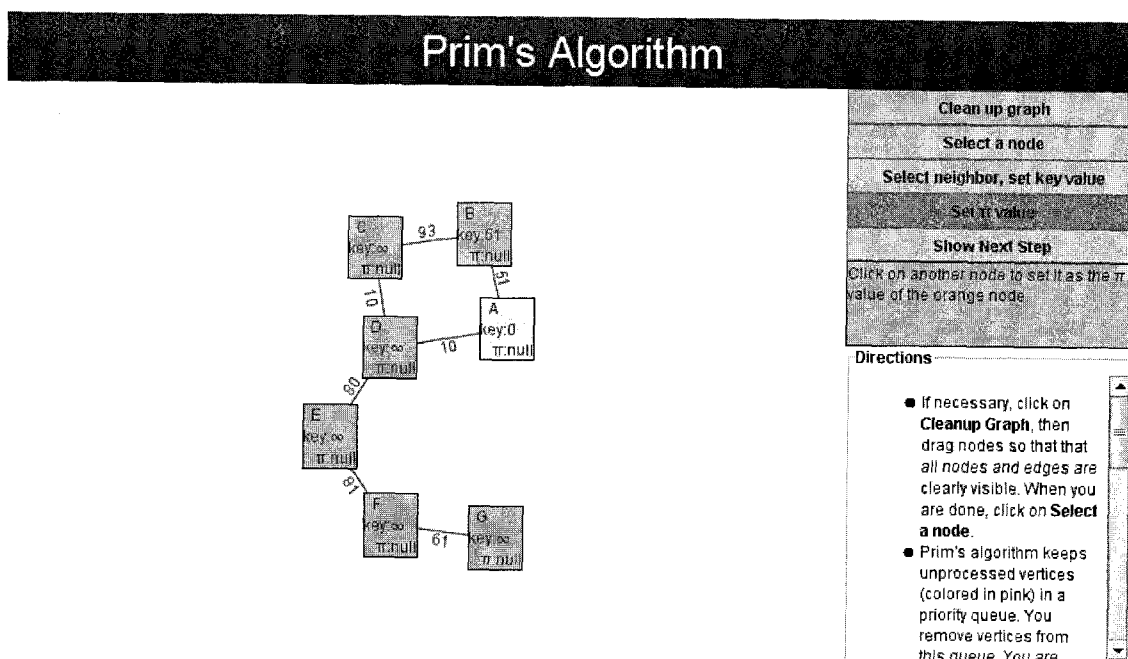 Prim's Algorithm
Clean up graph
Select a node
Select neighbor, set key value
Set π value
Show Next Step
Click on another node to set it as the π
value of the orange node
Directions
● If necessary, click on
Cleanup Graph, then
drag nodes so that that
all nodes and edges are
clearly visible. When you
are done, click on Select
a node.
● Prim's algorithm keeps
unprocessed vertices
(colored in pink) in a
priority queue. You
remove vertices from
this queue. You are
C
key:∞
π:null
93
B
key:51
π:null
10
51
D
key:∞
π:null
10
A
key:0
π:null
80
E
key:∞
π:null
81
F
key:∞
π:null
61
G
key:∞
π:null